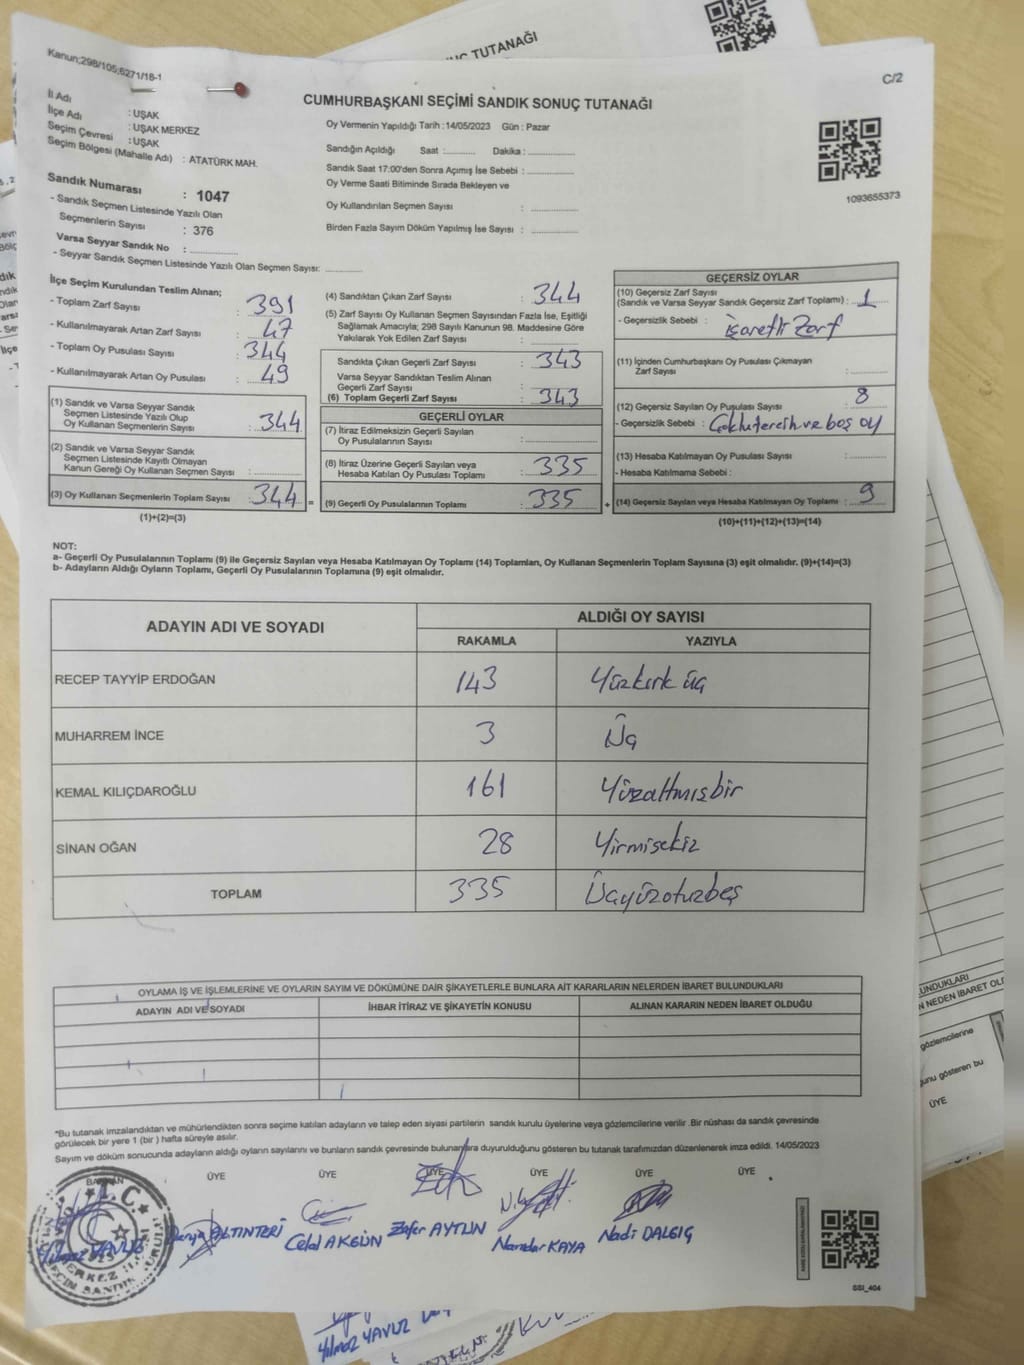 TUTANAĞI
Kanun;298/105;6271/18-1
C/2
CUMHURBAŞKANI SEÇİMİ SANDIK SONUÇ TUTANAĞI
İl Adı : UŞAK
İlçe Adı : UŞAK MERKEZ
Seçim Çevresi : UŞAK
Seçim Bölgesi (Mahalle Adı) : ATATÜRK MAH.
Sandık Numarası : 1047
- Sandık Seçmen Listesinde Yazılı Olan
Seçmenlerin Sayısı : 376
Varsa Seyyar Sandık No : ..............
- Seyyar Sandık Seçmen Listesinde Yazılı Olan Seçmen Sayısı: ..............
Oy Vermenin Yapıldığı Tarih :14/05/2023 Gün : Pazar
Sandığın Açıldığı Saat :........... Dakika : ..............
Sandık Saat 17:00'den Sonra Açımış İse Sebebi : ..............
Oy Verme Saati Bitiminde Sırada Bekleyen ve
Oy Kullandırılan Seçmen Sayısı : ..............
Birden Fazla Sayım Döküm Yapılmış İse Sayısı : ..............
1093655373
İlçe Seçim Kurulundan Teslim Alınan;
- Toplam Zarf Sayısı : 391
- Kullanılmayarak Artan Zarf Sayısı : 47
- Toplam Oy Pusulası Sayısı : 344
- Kullanılmayarak Artan Oy Pusulası : 49
(1) Sandık ve Varsa Seyyar Sandık
Seçmen Listesinde Yazılı Olup
Oy Kullanan Seçmenlerin Sayısı : 344
(2) Sandık ve Varsa Seyyar Sandık
Seçmen Listesinde Kayıtlı Olmayan
Kanun Gereği Oy Kullanan Seçmen Sayısı : ..............
(3) Oy Kullanan Seçmenlerin Toplam Sayısı : 344 =
(1)+(2)=(3)
(4) Sandıktan Çıkan Zarf Sayısı : 344
(5) Zarf Sayısı Oy Kullanan Seçmen Sayısından Fazla İse, Eşitliği
Sağlamak Amacıyla; 298 Sayılı Kanunun 98. Maddesine Göre
Yakılarak Yok Edilen Zarf Sayısı : ..............
Sandıkta Çıkan Geçerli Zarf Sayısı : 343
Varsa Seyyar Sandıktan Teslim Alınan
Geçerli Zarf Sayısı : ..............
(6) Toplam Geçerli Zarf Sayısı : 343
GEÇERLİ OYLAR
(7) İtiraz Edilmeksizin Geçerli Sayılan
Oy Pusulalarının Sayısı : ..............
(8) İtiraz Üzerine Geçerli Sayılan veya
Hesaba Katılan Oy Pusulası Toplamı : 335
(9) Geçerli Oy Pusulalarının Toplamı : 335 +
GEÇERSİZ OYLAR
(10) Geçersiz Zarf Sayısı
(Sandık ve Varsa Seyyar Sandık Geçersiz Zarf Toplamı) : 1
- Geçersizlik Sebebi : İşaretli Zarf
(11) İçinden Cumhurbaşkanı Oy Pusulası Çıkmayan
Zarf Sayısı : ..............
(12) Geçersiz Sayılan Oy Pusulası Sayısı : 8
- Geçersizlik Sebebi : ve boş oy
(13) Hesaba Katılmayan Oy Pusulası Sayısı : ..............
- Hesaba Katılmama Sebebi :
(14) Geçersiz Sayılan veya Hesaba Katılmayan Oy Toplamı : 9
(10)+(11)+(12)+(13)=(14)
NOT:
a- Geçerli Oy Pusulalarının Toplamı (9) ile Geçersiz Sayılan veya Hesaba Katılmayan Oy Toplamı (14) Toplamları, Oy Kullanan Seçmenlerin Toplam Sayısına (3) eşit olmalıdır. (9)+(14)=(3)
b- Adayların Aldığı Oyların Toplamı, Geçerli Oy Pusulalarının Toplamına (9) eşit olmalıdır.
ADAYIN ADI VE SOYADI
ALDIĞI OY SAYISI
RAKAMLA YAZIYLA
RECEP TAYYİP ERDOĞAN 143 Yüzkırk üç
MUHARREM İNCE 3 Üç
KEMAL KILIÇDAROĞLU 161 Yüzaltmışbir
SİNAN OĞAN 28 Yirmisekiz
TOPLAM 335 Üçyüzotuzbeş
OYLAMA İŞ VE İŞLEMLERİNE VE OYLARIN SAYIM VE DÖKÜMÜNE DAİR ŞİKAYETLERLE BUNLARA AİT KARARLARIN NELERDEN İBARET BULUNDUKLARI
ADAYIN ADI VE SOYADI İHBAR İTİRAZ VE ŞİKAYETİN KONUSU ALINAN KARARIN NEDEN İBARET OLDUĞU
*Bu tutanak imzalandıktan ve mühürlendikten sonra seçime katılan adayların ve talep eden siyasi partilerin sandık kurulu üyelerine veya gözlemcilerine verilir .Bir nüshası da sandık çevresinde
görülecek bir yere 1 (bir ) hafta süreyle asılır.
Sayım ve döküm sonucunda adayların aldığı oyların sayılarını ve bunların sandık çevresinde bulunanlara duyurulduğunu gösteren bu tutanak tarafımızdan düzenlenerek imza edildi. 14/05/2023
BAŞKAN ÜYE ÜYE ÜYE ÜYE ÜYE ÜYE
Yılmaz YAVUZ Derya ALTINTERİ Celal AKGÜN Zafer AYTUN Namdar KAYA Nadi DALGIÇ
T.C.
SSI_404
UNDUKLARI
N NEDEN İBARET OL
gözlemcilerine
unu gösteren bu
ÜYE
Yılmaz YAVUZ